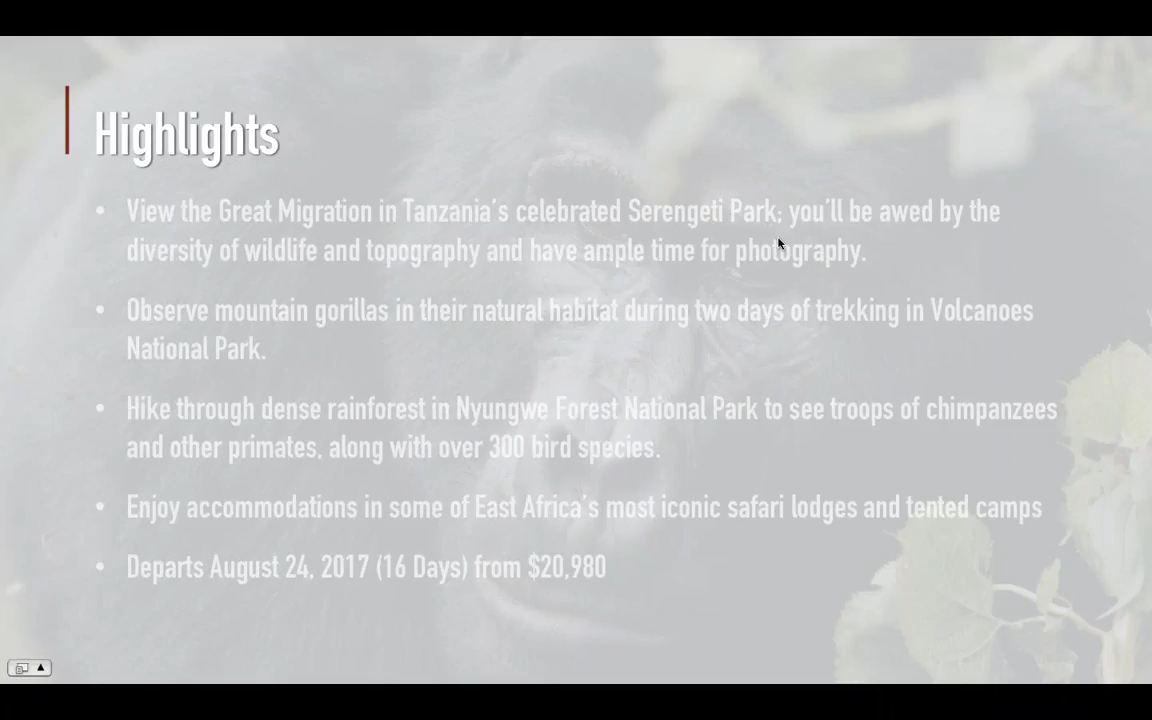 Highlights
• View the Great Migration in Tanzania's celebrated Serengeti Park; you'll be awed by the
diversity of wildlife and topography and have ample time for photography.
• Observe mountain gorillas in their natural habitat during two days of trekking in Volcanoes
National Park.
• Hike through dense rainforest in Nyungwe Forest National Park to see troops of chimpanzees
and other primates, along with over 300 bird species.
• Enjoy accommodations in some of East Africa's most iconic safari lodges and tented camps
• Departs August 24, 2017 (16 Days) from $20,980